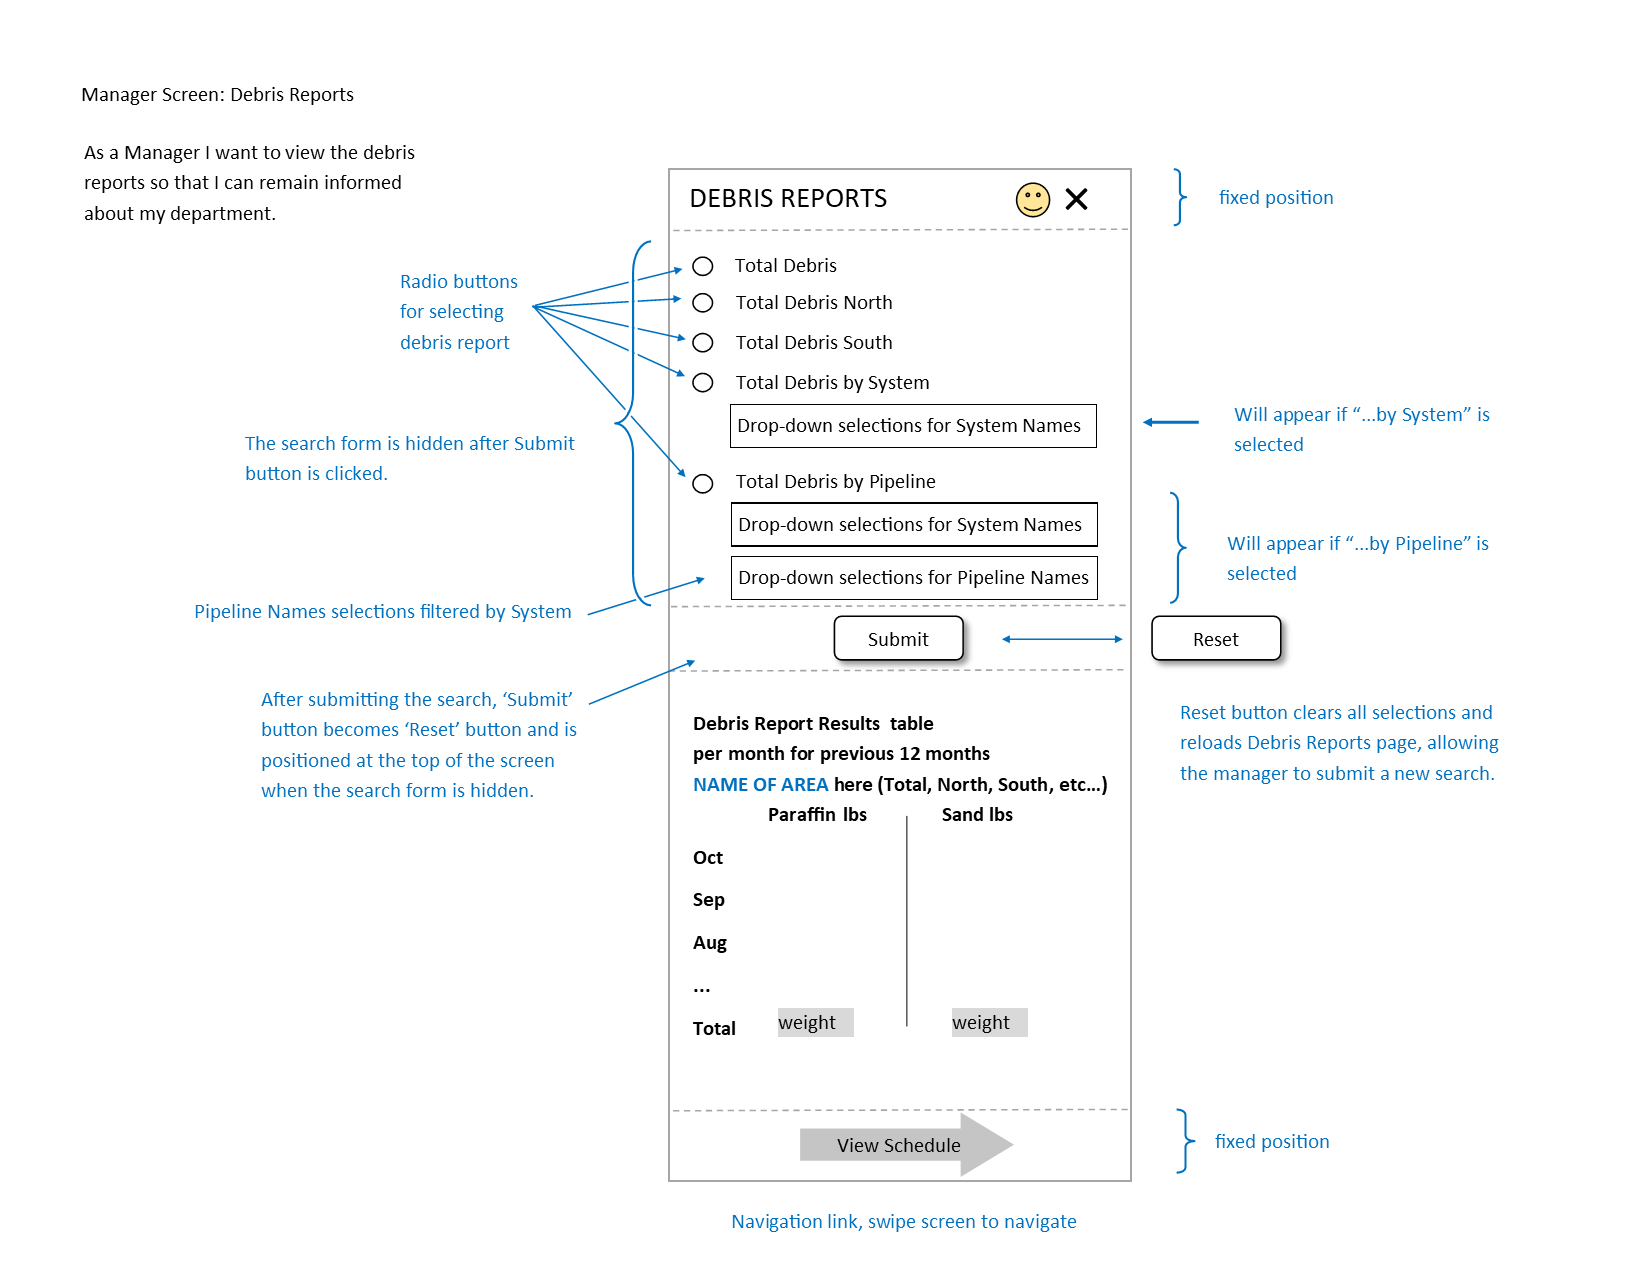 Manager Screen: Debris Reports
As a Manager I want to view the debris
reports so that I can remain informed
about my department.
DEBRIS REPORTS
fixed position
Radio buttons
for selecting
debris report
Total Debris
Total Debris North
Total Debris South
Total Debris by System
Drop-down selections for System Names
Will appear if “…by System” is
selected
The search form is hidden after Submit
button is clicked.
Total Debris by Pipeline
Drop-down selections for System Names
Drop-down selections for Pipeline Names
Will appear if “…by Pipeline” is
selected
Pipeline Names selections filtered by System
Submit
Reset
After submitting the search, ‘Submit’
button becomes ‘Reset’ button and is
positioned at the top of the screen
when the search form is hidden.
Reset button clears all selections and
reloads Debris Reports page, allowing
the manager to submit a new search.
Debris Report Results table
per month for previous 12 months
NAME OF AREA here (Total, North, South, etc…)
Paraffin lbs Sand lbs
Oct
Sep
Aug
…
Total weight weight
View Schedule
fixed position
Navigation link, swipe screen to navigate